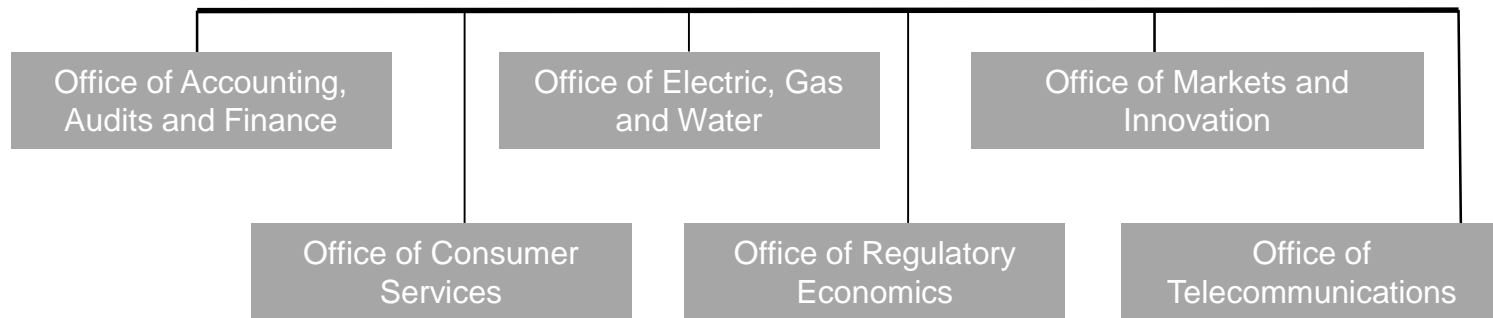 Office of Accounting,
Audits and Finance
Office of Electric, Gas
and Water
Office of Markets and
Innovation
Office of Consumer
Services
Office of Regulatory
Economics
Office of
Telecommunications